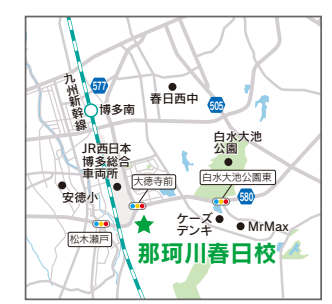 九州新幹線
577
博多南
春日西中
505
白水大池
公園
JR西日本
博多総合
車両所
大徳寺前
白水大池公園東
安徳小
580
ケーズ
デンキ
MrMax
松木瀬戸
那珂川春日校